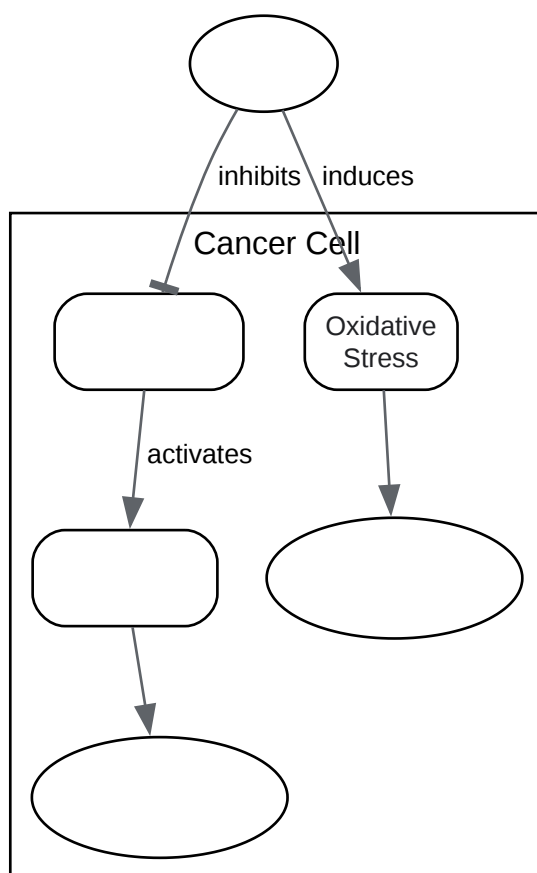 inhibits
induces
Cancer Cell
Oxidative
Stress
activates